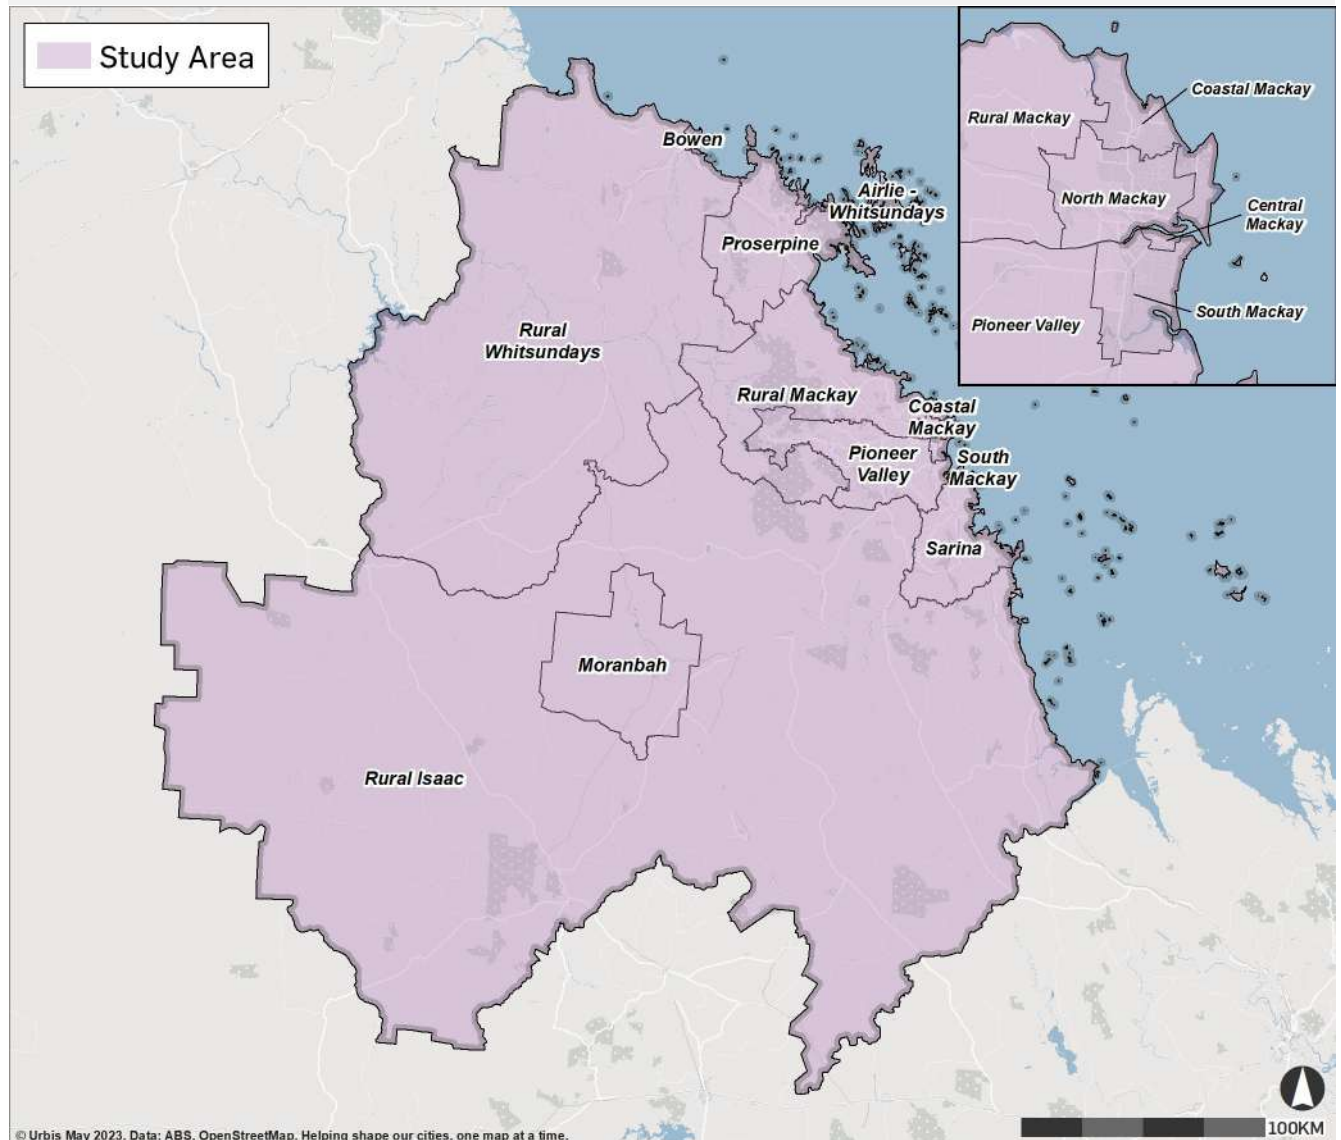 Study Area
Bowen
Airlie -
Whitsundays
Proserpine
Rural
Whitsundays
Rural Mackay
Coastal
Mackay
Pioneer
Valley
South
Mackay
Sarina
Moranbah
Rural Isaac
Coastal Mackay
Rural Mackay
North Mackay
Central
Mackay
South Mackay
Pioneer Valley
100KM
© Urbis May 2023. Data: ABS, OpenStreetMap. Helping shape our cities, one map at a time.